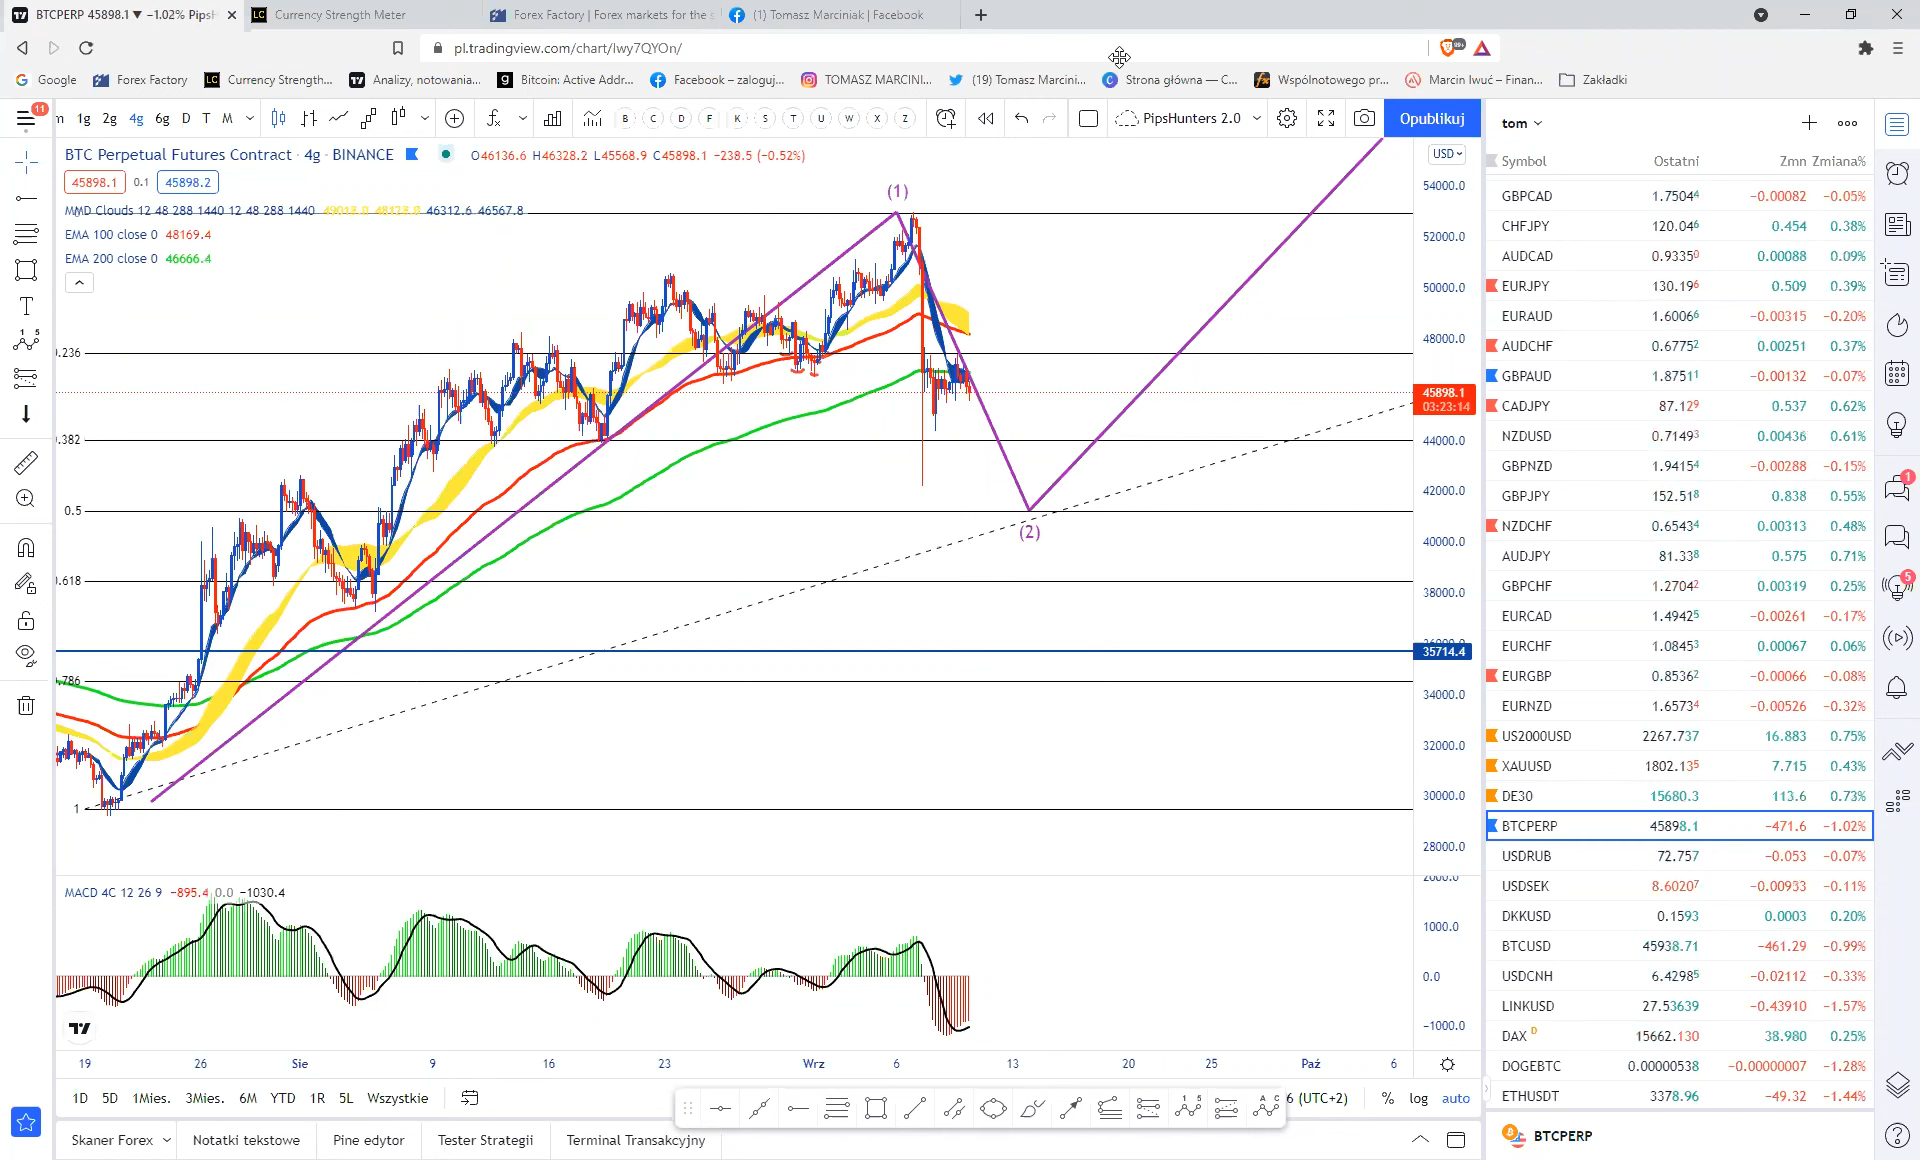 BTCPERP 45898.1 ▼ −1.02% PipsH
Currency Strength Meter
Forex Factory | Forex markets for the s
(1) Tomasz Marciniak | Facebook
pl.tradingview.com/chart/Iwy7QYOn/
Google
Forex Factory
Currency Strength...
Analizy, notowania...
Bitcoin: Active Addr...
Facebook – zaloguj...
TOMASZ MARCINI...
(19) Tomasz Marcini...
Strona główna — C...
Wspólnotowego pr...
Marcin Iwuć – Finan...
Zakładki
11
m 1g 2g 4g 6g D T M
B C D F K S T U W X Z
PipsHunters 2.0
Opublikuj
tom
BTC Perpetual Futures Contract · 4g · BINANCE
O46136.6 H46328.2 L45568.9 C45898.1 −238.5 (−0.52%)
USD
45898.1 0.1 45898.2
MMD Clouds 12 48 288 1440 12 48 288 1440 46312.6 46567.8
EMA 100 close 0 48169.4
EMA 200 close 0 46666.4
(1)
(2)
.236
.382
0.5
.618
.786
1
54000.0
52000.0
50000.0
48000.0
45898.1
03:23:14
44000.0
42000.0
40000.0
38000.0
36000.0
35714.4
34000.0
32000.0
30000.0
28000.0
MACD 4C 12 26 9 −895.4 0.0 −1030.4
2000.0
1000.0
0.0
−1000.0
19 26 Sie 9 16 23 Wrz 6 13 20 25 Paź 6
1D 5D 1Mies. 3Mies. 6M YTD 1R 5L Wszystkie
6 (UTC+2) % log auto
Skaner Forex
Notatki tekstowe
Pine edytor
Tester Strategii
Terminal Transakcyjny
Symbol Ostatni Zmn Zmiana%
GBPCAD 1.75044 −0.00082 −0.05%
CHFJPY 120.046 0.454 0.38%
AUDCAD 0.93350 0.00088 0.09%
EURJPY 130.196 0.509 0.39%
EURAUD 1.60066 −0.00315 −0.20%
AUDCHF 0.67752 0.00251 0.37%
GBPAUD 1.87511 −0.00132 −0.07%
CADJPY 87.129 0.537 0.62%
NZDUSD 0.71493 0.00436 0.61%
GBPNZD 1.94154 −0.00288 −0.15%
GBPJPY 152.518 0.838 0.55%
NZDCHF 0.65434 0.00313 0.48%
AUDJPY 81.338 0.575 0.71%
GBPCHF 1.27042 0.00319 0.25%
EURCAD 1.49425 −0.00261 −0.17%
EURCHF 1.08453 0.00067 0.06%
EURGBP 0.85362 −0.00066 −0.08%
EURNZD 1.65734 −0.00526 −0.32%
US2000USD 2267.737 16.883 0.75%
XAUUSD 1802.135 7.715 0.43%
DE30 15680.3 113.6 0.73%
BTCPERP 45898.1 −471.6 −1.02%
USDRUB 72.757 −0.053 −0.07%
USDSEK 8.60207 −0.00933 −0.11%
DKKUSD 0.1593 0.0003 0.20%
BTCUSD 45938.71 −461.29 −0.99%
USDCNH 6.42985 −0.02112 −0.33%
LINKUSD 27.53639 −0.43910 −1.57%
DAX D 15662.130 38.980 0.25%
DOGEBTC 0.00000538 −0.00000007 −1.28%
ETHUSDT 3378.96 −49.32 −1.44%
BTCPERP
1
5